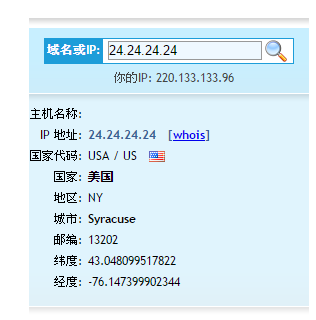 域名或IP: 24.24.24.24
你的IP: 220.133.133.96
主机名称:
IP 地址: 24.24.24.24 [whois]
国家代码: USA / US
国家: 美国
地区: NY
城市: Syracuse
邮编: 13202
纬度: 43.048099517822
经度: -76.147399902344